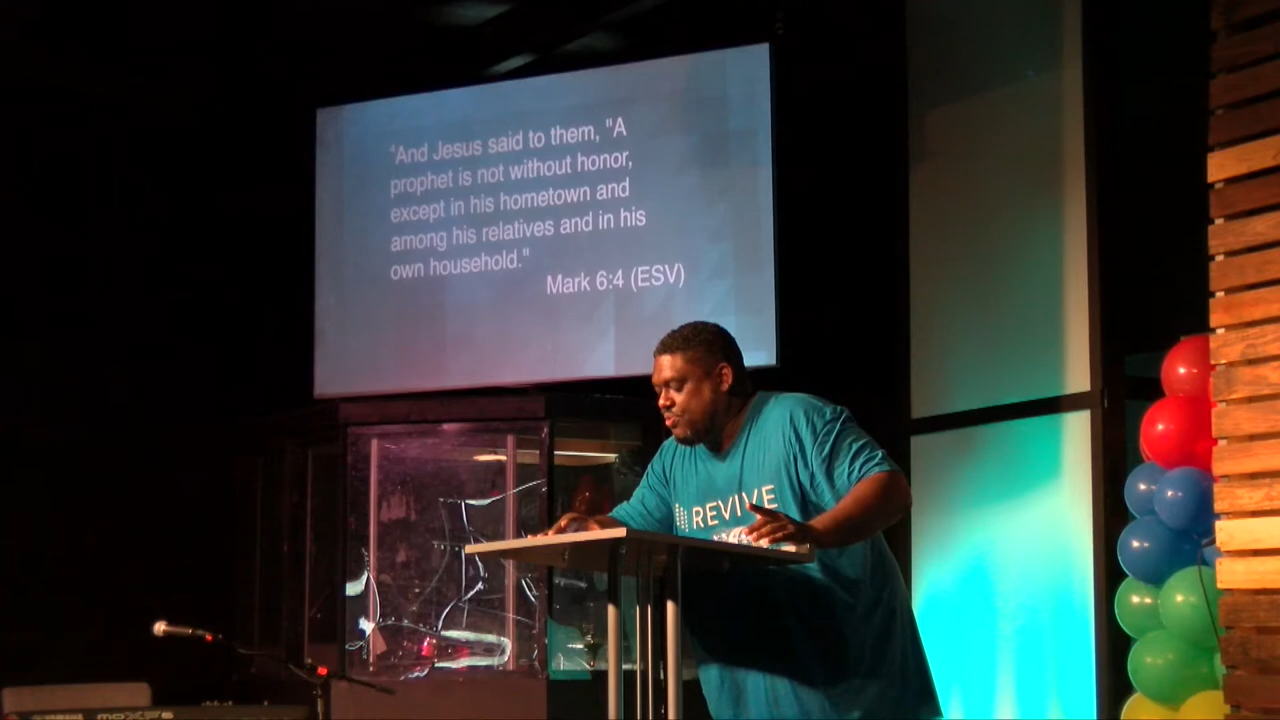 "And Jesus said to them, "A
prophet is not without honor,
except in his hometown and
among his relatives and in his
own household."
Mark 6:4 (ESV)
REVIVE
MOXF6